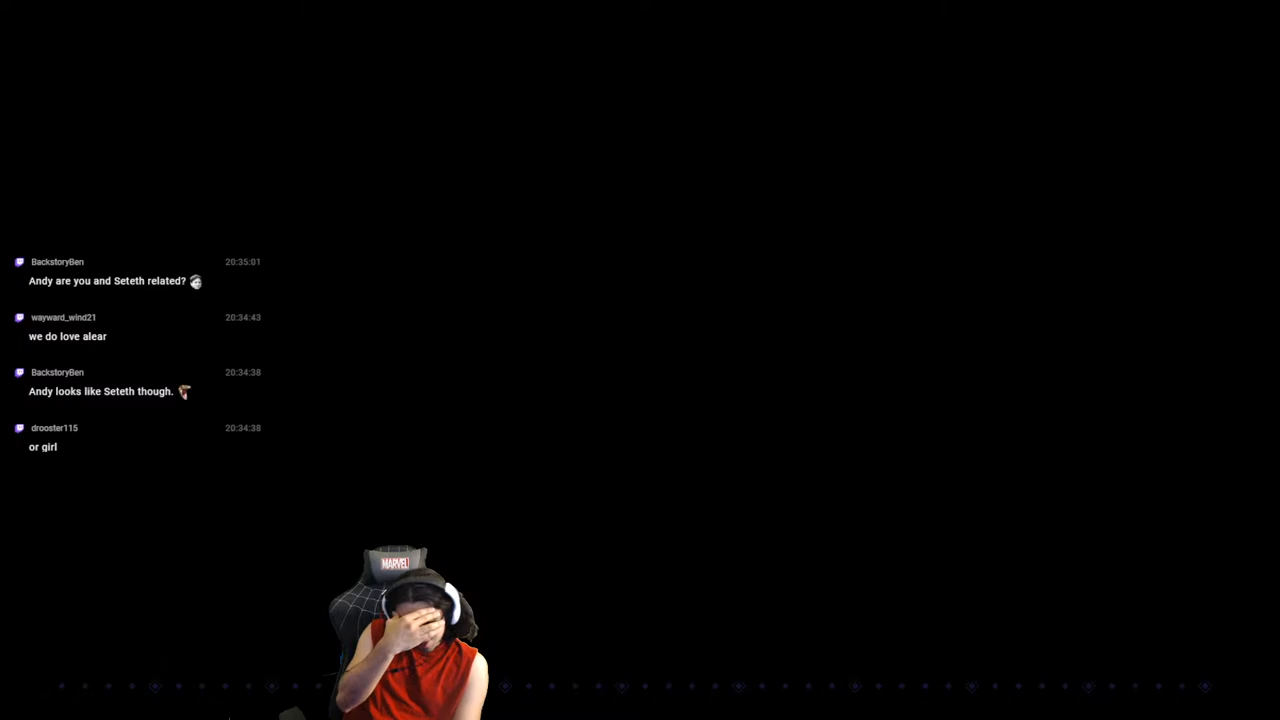 BackstoryBen 20:35:01
Andy are you and Seteth related?
wayward_wind21 20:34:43
we do love alear
BackstoryBen 20:34:38
Andy looks like Seteth though.
drooster115 20:34:38
or girl
MARVEL